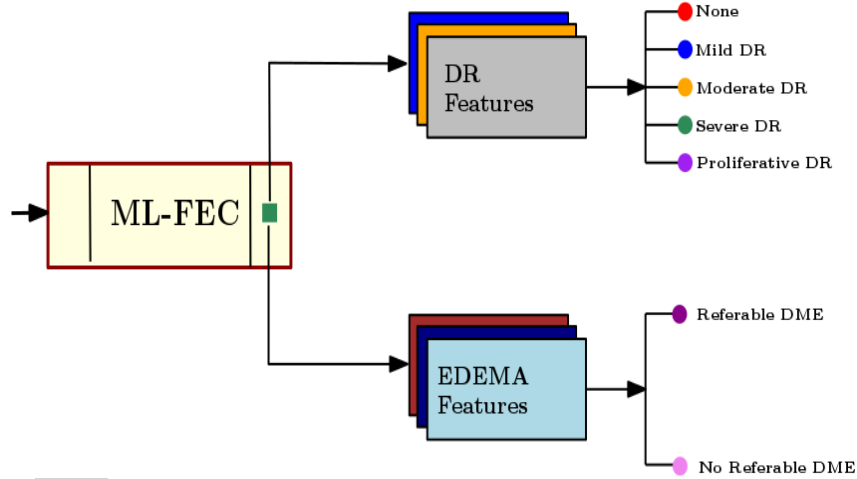 None
Mild DR
DR
Features
Moderate DR
Severe DR
Proliferative DR
ML-FEC
Referable DME
EDEMA
Features
No Referable DME